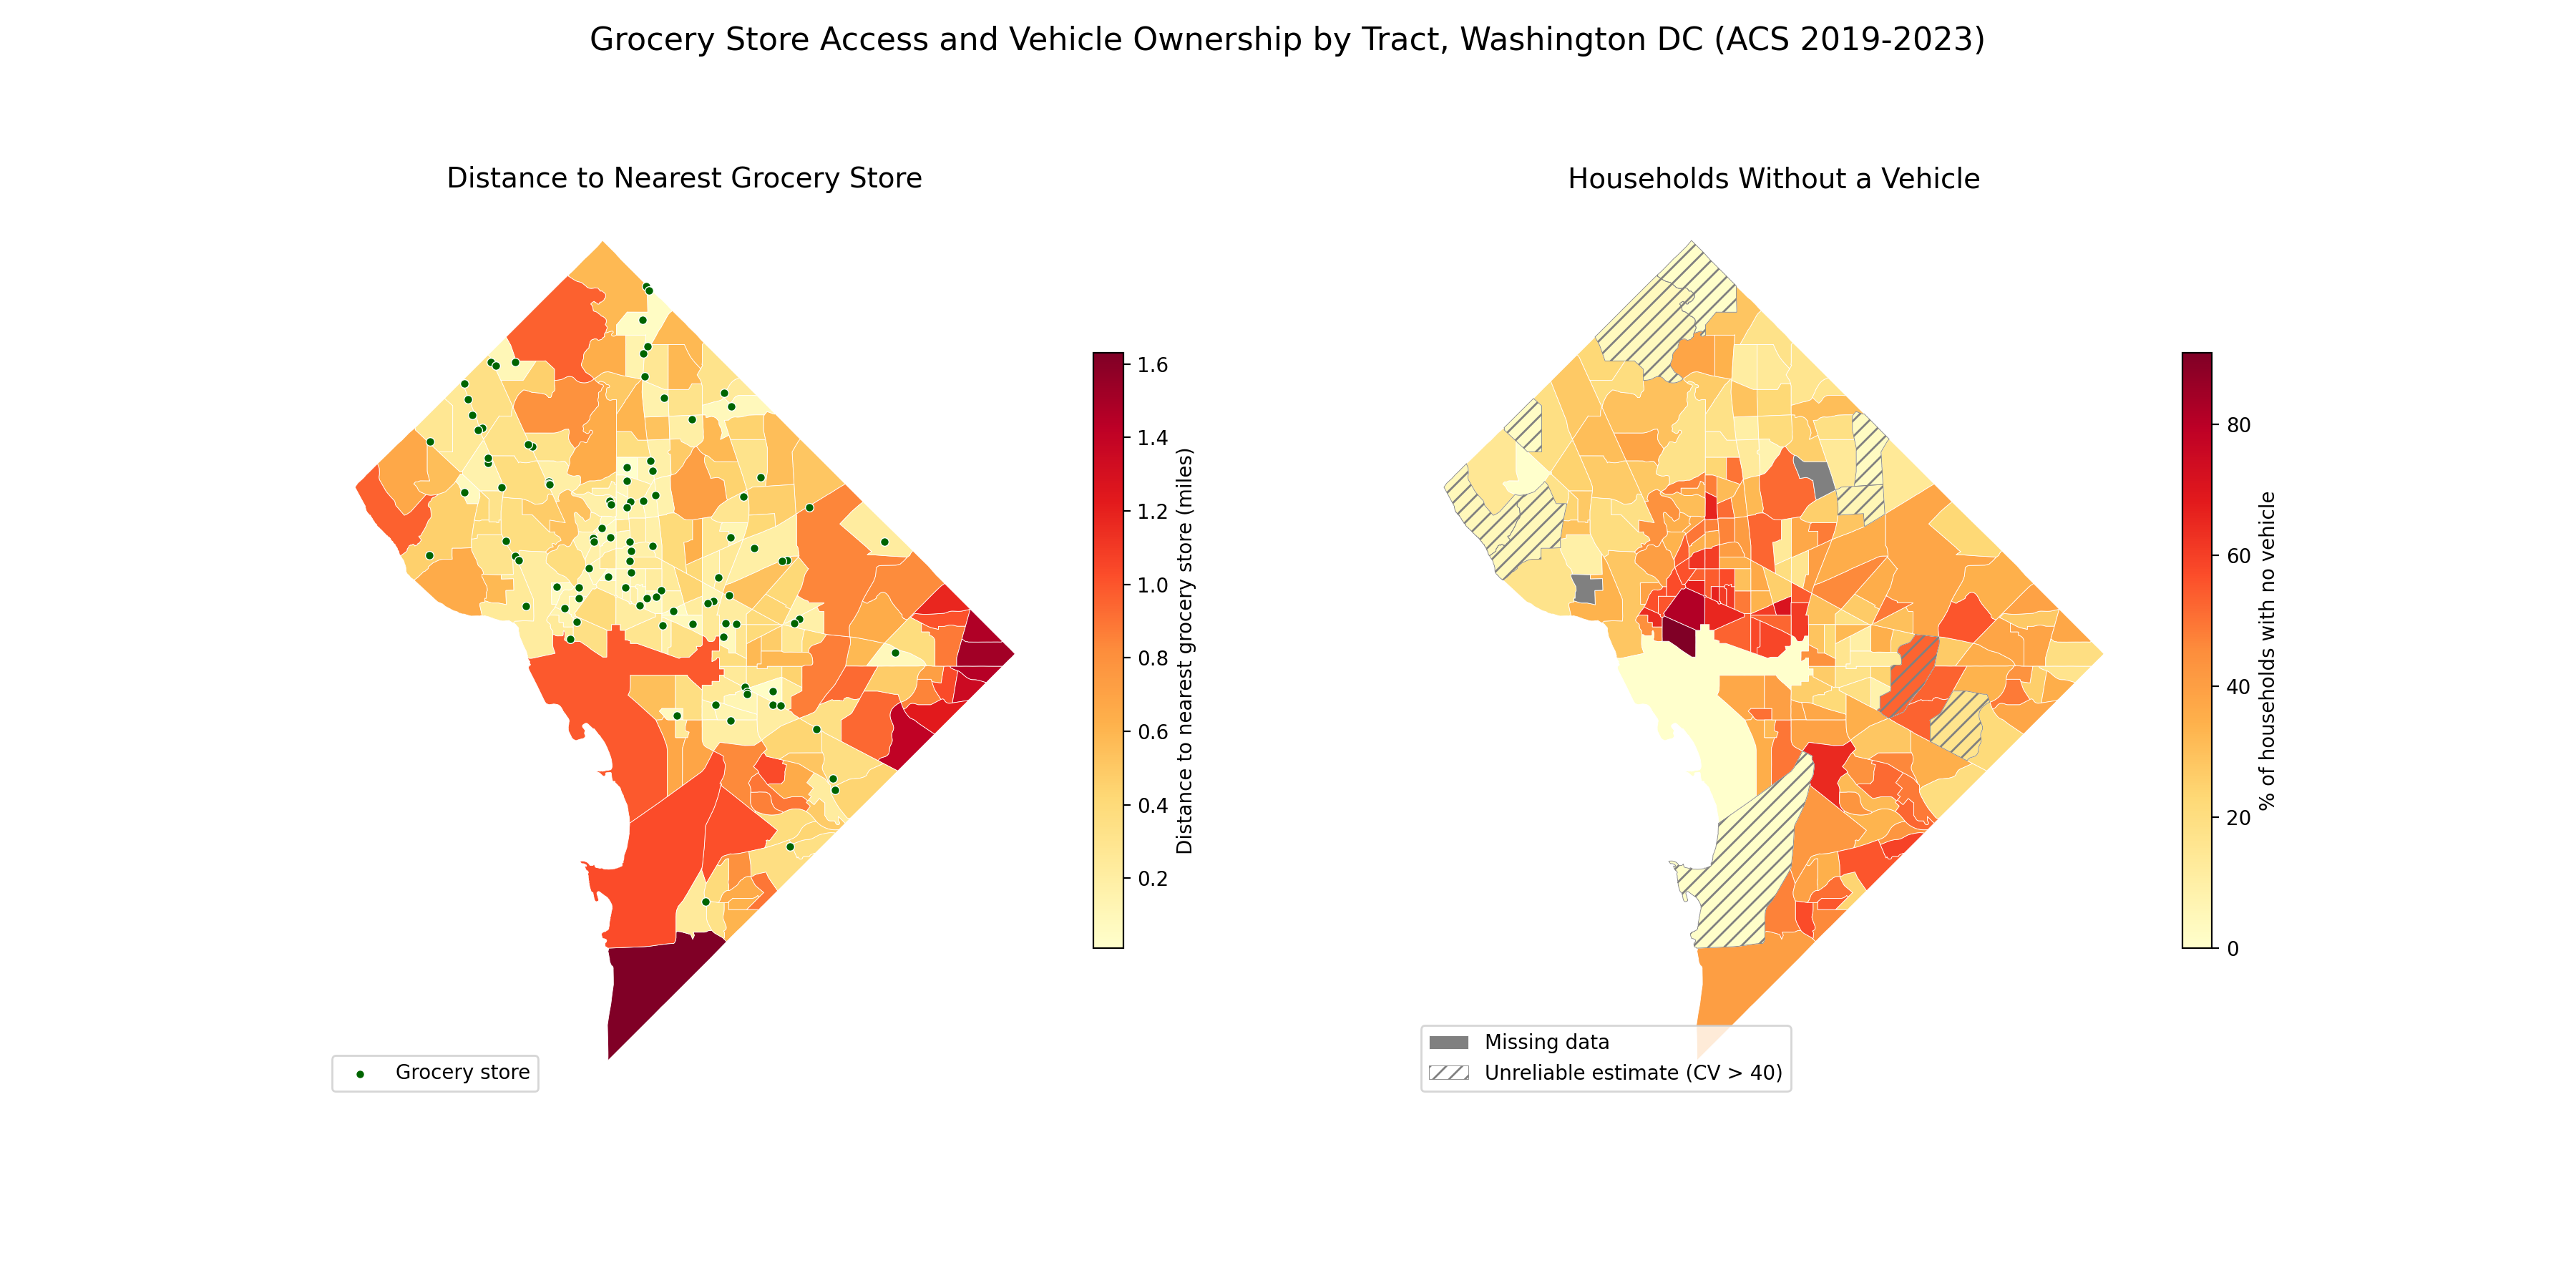 Grocery Store Access and Vehicle Ownership by Tract, Washington DC (ACS 2019-2023)
Distance to Nearest Grocery Store
1.6
1.4
1.2
1.0
0.8
0.6
0.4
0.2
Distance to nearest grocery store (miles)
Grocery store
Households Without a Vehicle
80
60
40
20
0
% of households with no vehicle
Missing data
Unreliable estimate (CV > 40)